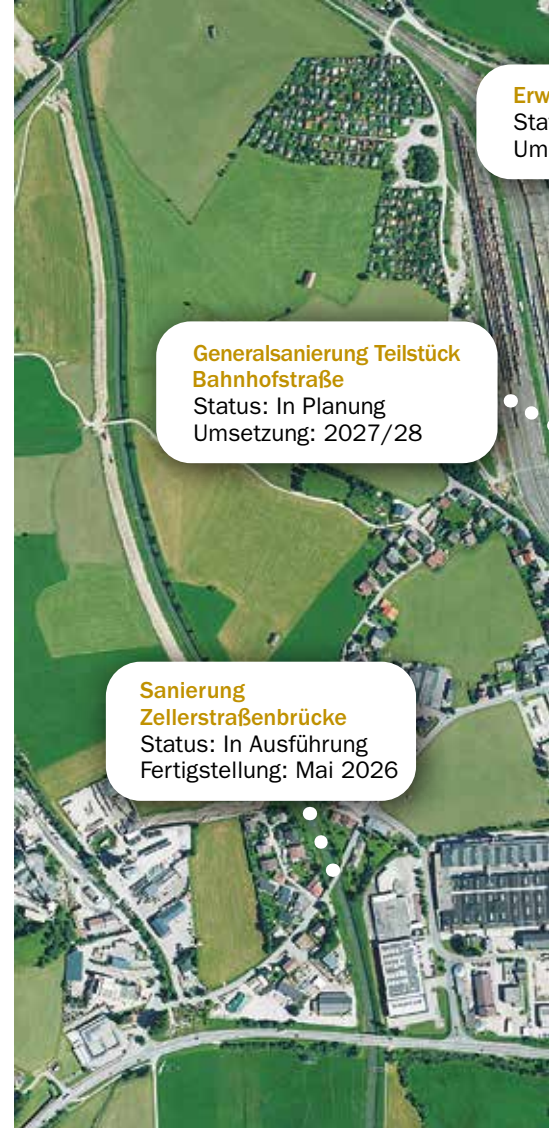 Generalsanierung Teilstück
Bahnhofstraße
Status: In Planung
Umsetzung: 2027/28
Sanierung
Zellerstraßenbrücke
Status: In Ausführung
Fertigstellung: Mai 2026